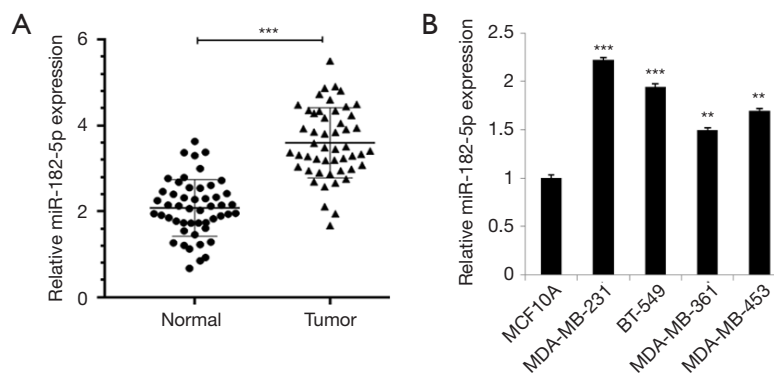 A
Relative miR-182-5p expression
6
4
2
0
***
Normal
Tumor
B
Relative miR-182-5p expression
2.5
2
1.5
1
0.5
0
***
***
**
**
MCF10A
MDA-MB-231
BT-549
MDA-MB-361
MDA-MB-453